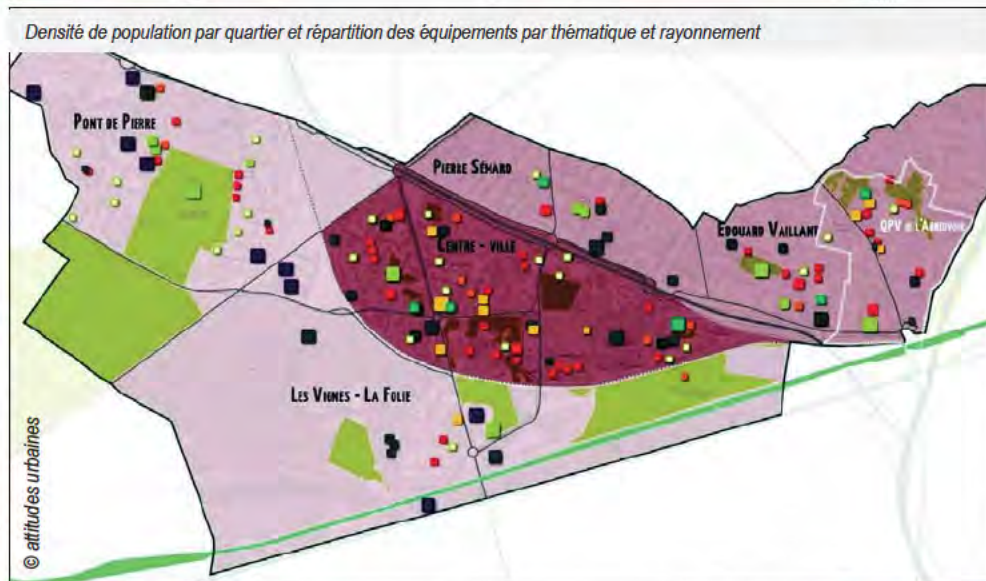 Densité de population par quartier et répartition des équipements par thématique et rayonnement
PONT DE PIERRE
PIERRE SÉMARD
CENTRE - VILLE
EDOUARD VAILLANT
QPV DE L'ABREUVOIR
LES VIGNES - LA FOLIE
© attitudes urbaines